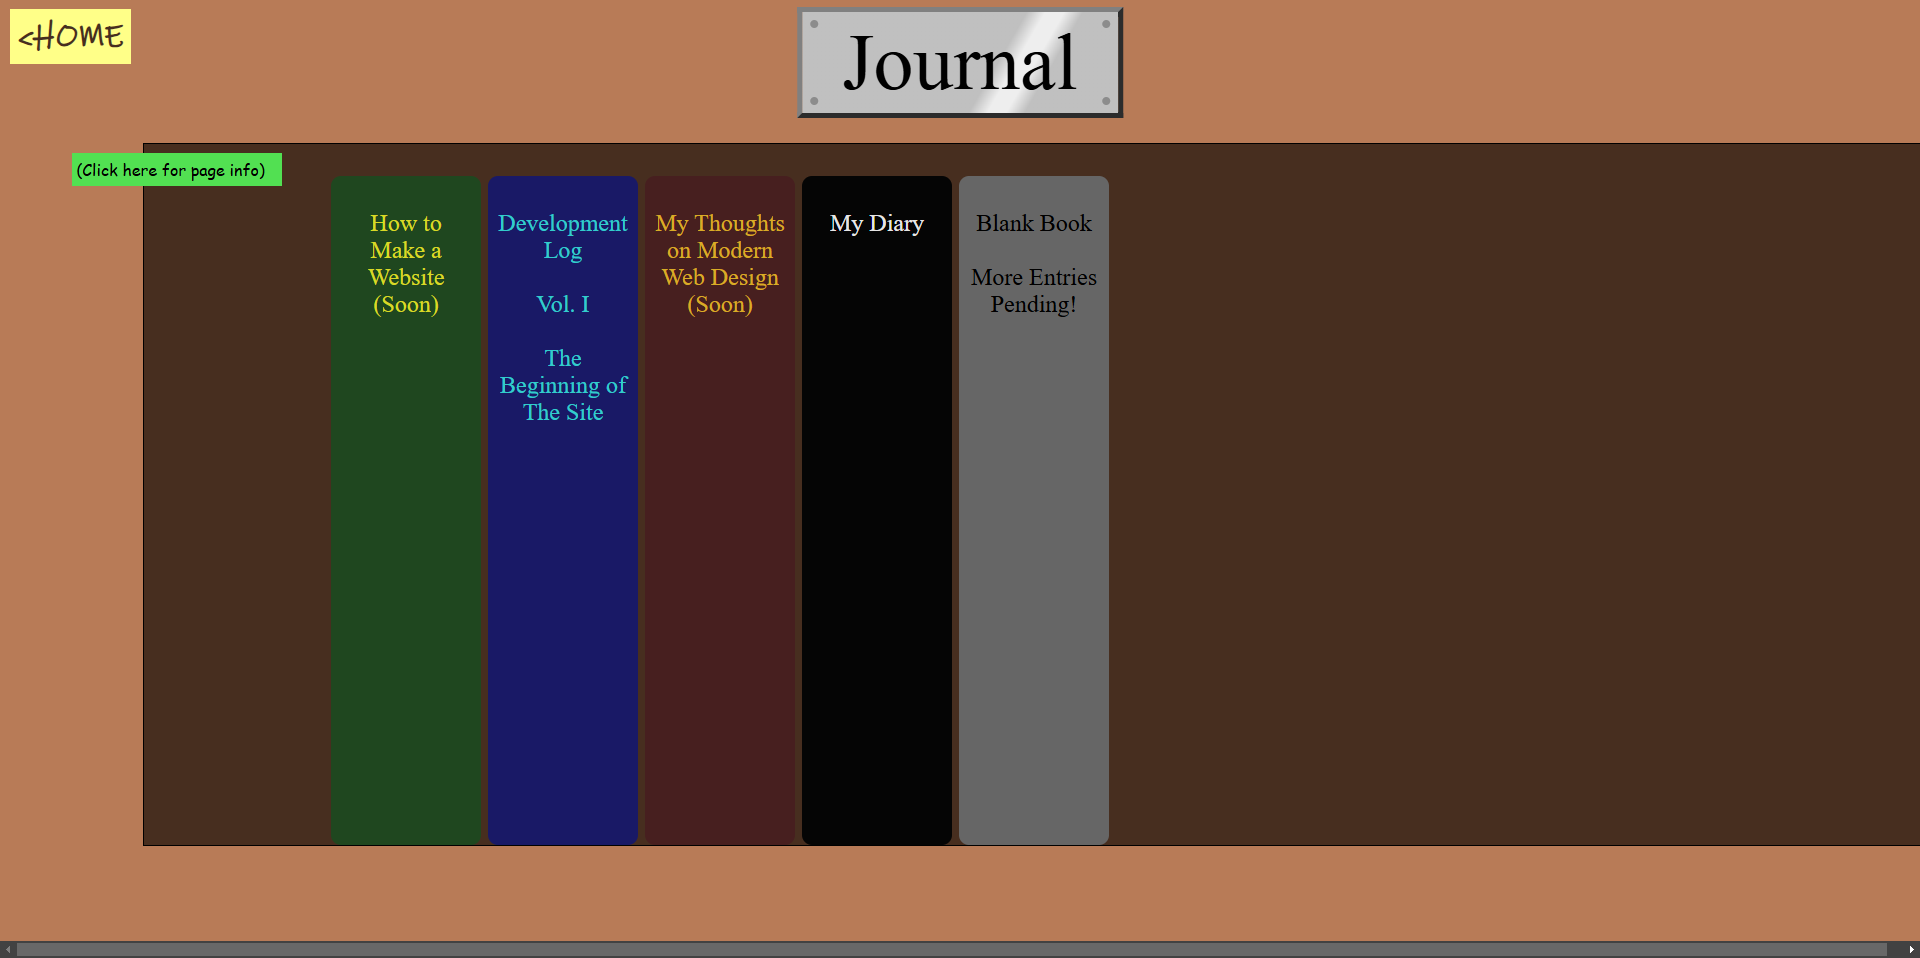 <HOME
Journal
(Click here for page info)
How to
Make a
Website
(Soon)
Development
Log
Vol. I
The
Beginning of
The Site
My Thoughts
on Modern
Web Design
(Soon)
My Diary
Blank Book
More Entries
Pending!